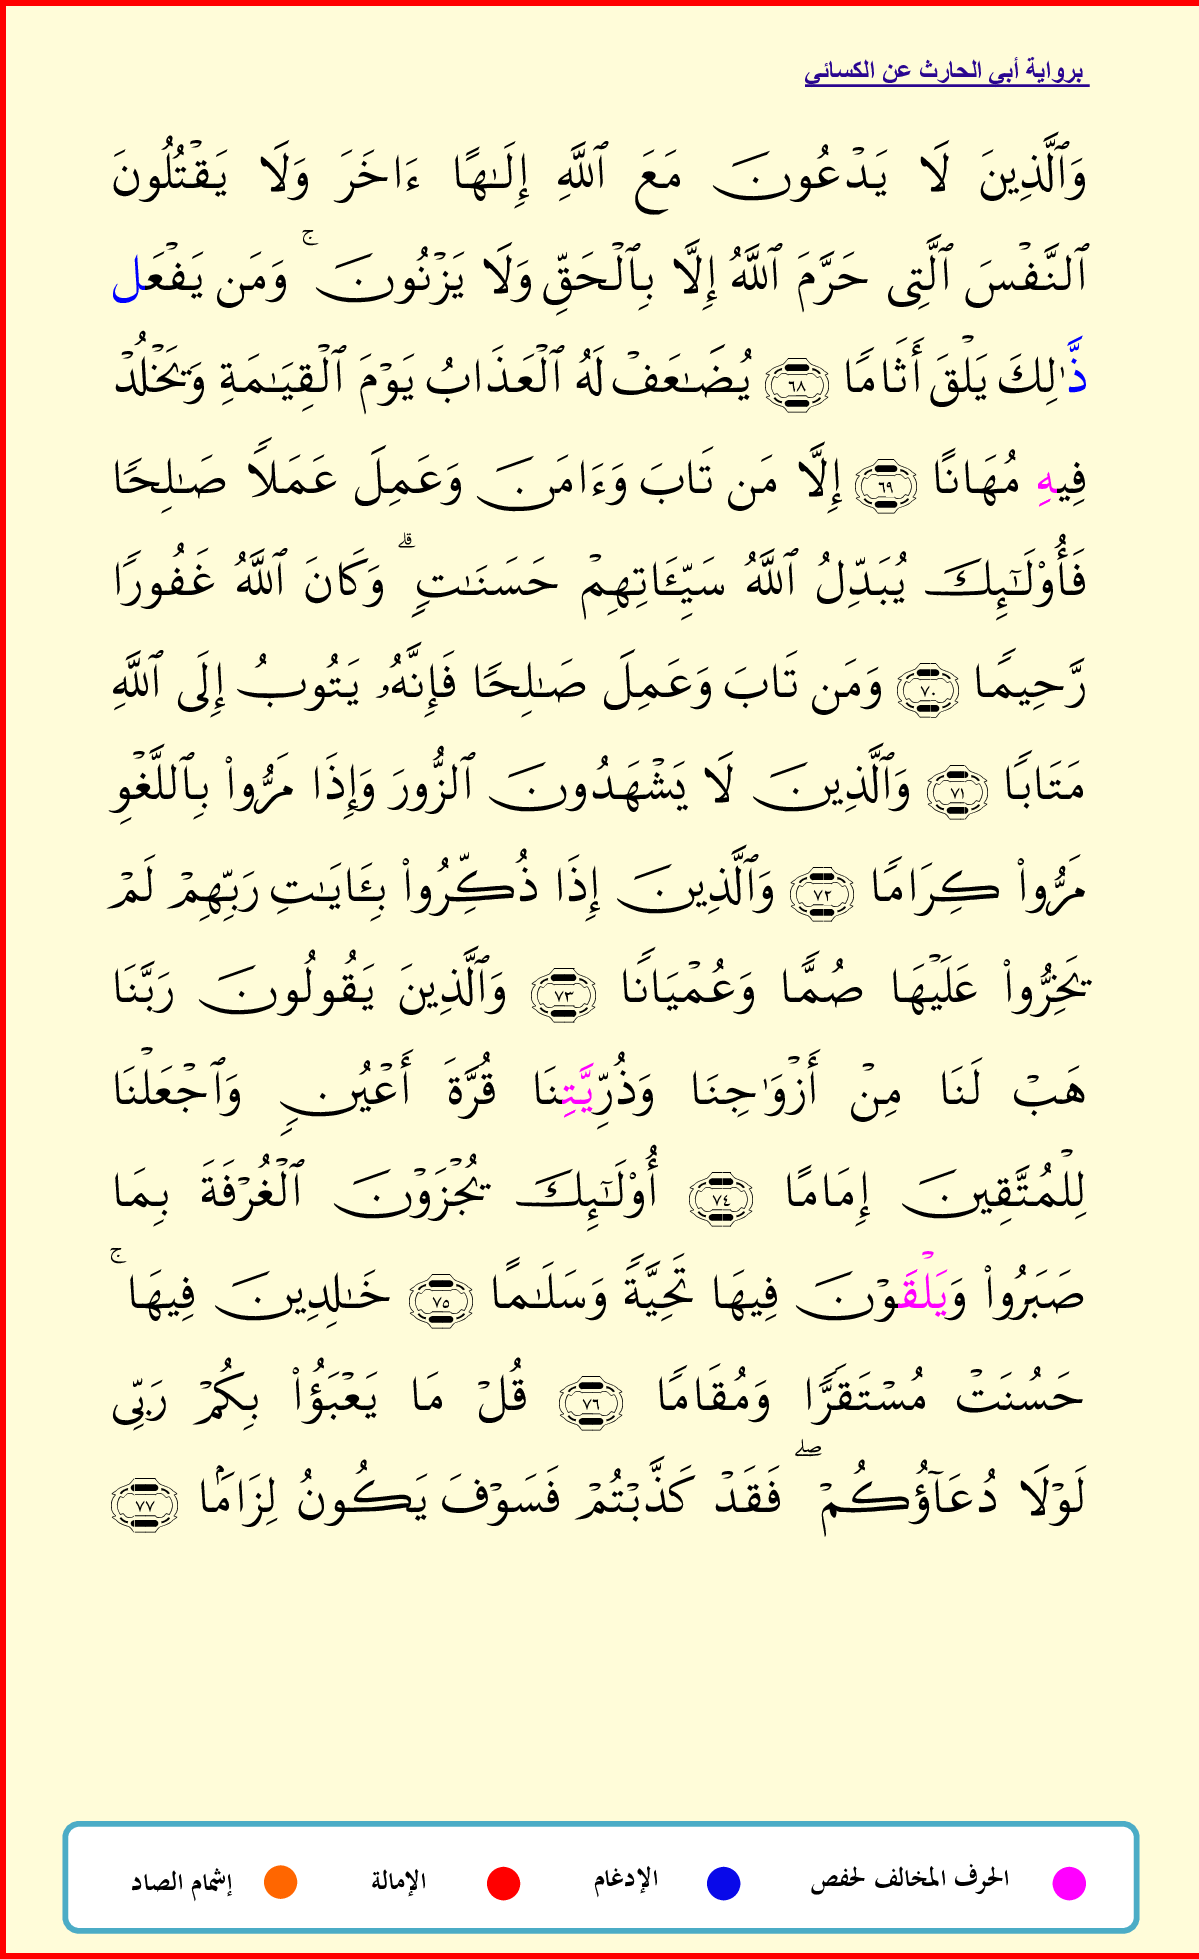 برواية أبي الحارث عن الكسائي
وَٱلَّذِينَ لَا يَدۡعُونَ مَعَ ٱللَّهِ إِلَٰهًا ءَاخَرَ وَلَا يَقۡتُلُونَ
ٱلنَّفۡسَ ٱلَّتِى حَرَّمَ ٱللَّهُ إِلَّا بِٱلۡحَقِّ وَلَا يَزۡنُونَۚ وَمَن يَفۡعَل
ذَّٰلِكَ يَلۡقَ أَثَامًا ٦٨ يُضَٰعَفۡ لَهُ ٱلۡعَذَابُ يَوۡمَ ٱلۡقِيَٰمَةِ وَيَخۡلُدۡ
فِيهِ مُهَانًا ٦٩ إِلَّا مَن تَابَ وَءَامَنَ وَعَمِلَ عَمَلًا صَٰلِحًا
فَأُوْلَٰٓئِكَ يُبَدِّلُ ٱللَّهُ سَيِّـَٔاتِهِمۡ حَسَنَٰتٍۗ وَكَانَ ٱللَّهُ غَفُورًا
رَّحِيمًا ٧٠ وَمَن تَابَ وَعَمِلَ صَٰلِحًا فَإِنَّهُۥ يَتُوبُ إِلَى ٱللَّهِ
مَتَابًا ٧١ وَٱلَّذِينَ لَا يَشۡهَدُونَ ٱلزُّورَ وَإِذَا مَرُّواْ بِٱللَّغۡوِ
مَرُّواْ كِرَامًا ٧٢ وَٱلَّذِينَ إِذَا ذُكِّرُواْ بِـَٔايَٰتِ رَبِّهِمۡ لَمۡ
يَخِرُّواْ عَلَيۡهَا صُمًّا وَعُمۡيَانًا ٧٣ وَٱلَّذِينَ يَقُولُونَ رَبَّنَا
هَبۡ لَنَا مِنۡ أَزۡوَٰجِنَا وَذُرِّيَّتِنَا قُرَّةَ أَعۡيُنٍ وَٱجۡعَلۡنَا
لِلۡمُتَّقِينَ إِمَامًا ٧٤ أُوْلَٰٓئِكَ يُجۡزَوۡنَ ٱلۡغُرۡفَةَ بِمَا
صَبَرُواْ وَيَلۡقَوۡنَ فِيهَا تَحِيَّةً وَسَلَٰمًا ٧٥ خَٰلِدِينَ فِيهَاۚ
حَسُنَتۡ مُسۡتَقَرًّا وَمُقَامًا ٧٦ قُلۡ مَا يَعۡبَؤُاْ بِكُمۡ رَبِّى
لَوۡلَا دُعَآؤُكُمۡۖ فَقَدۡ كَذَّبۡتُمۡ فَسَوۡفَ يَكُونُ لِزَامَۢا ٧٧
الحرف المخالف لحفص الإدغام الإمالة إشمام الصاد